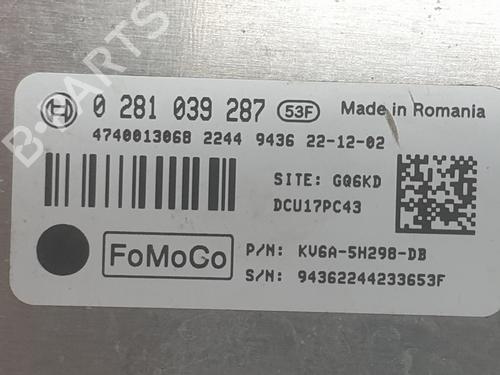 B-PARTS
0 281 039 287 53F Made in Romania
4740013068 2244 9436 22-12-02
SITE: GQ6KD
DCU17PC43
FoMoGo P/N: KV6A-5H298-DB
S/N: 94362244233653F